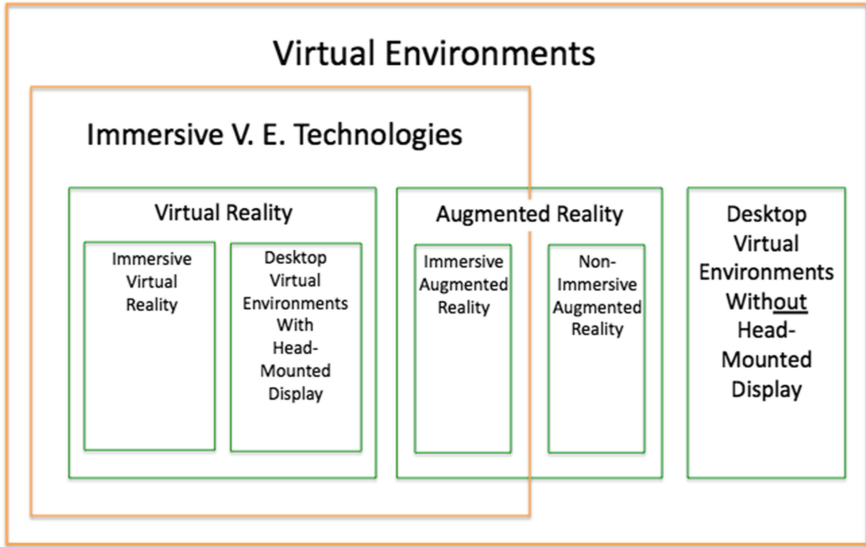 Virtual Environments
Immersive V. E. Technologies
Virtual Reality
Immersive
Virtual
Reality
Desktop
Virtual
Environments
With
Head-
Mounted
Display
Augmented Reality
Immersive
Augmented
Reality
Non-
Immersive
Augmented
Reality
Desktop
Virtual
Environments
Without
Head-
Mounted
Display